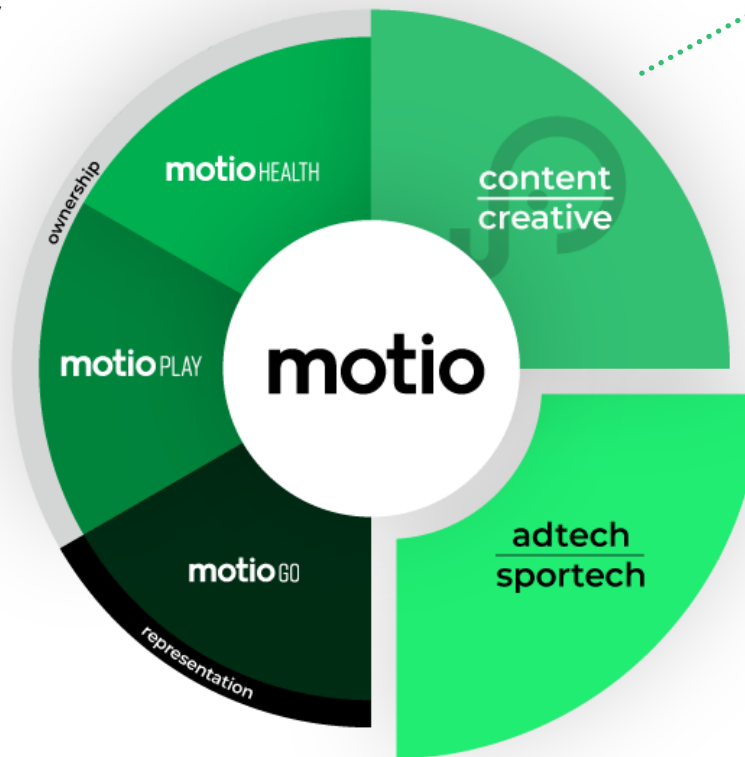 ownership
motio HEALTH
content
creative
motio PLAY
motio
motio GO
adtech
sportech
representation